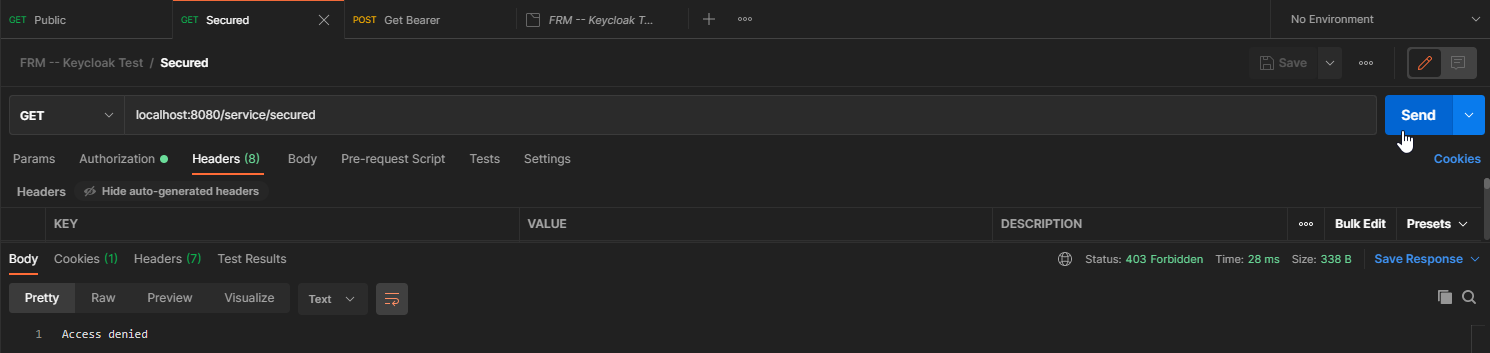 GET Public GET Secured POST Get Bearer FRM -- Keycloak T... No Environment
FRM -- Keycloak Test / Secured Save
GET localhost:8080/service/secured Send
Params Authorization Headers (8) Body Pre-request Script Tests Settings Cookies
Headers Hide auto-generated headers
KEY VALUE DESCRIPTION Bulk Edit Presets
Body Cookies (1) Headers (7) Test Results Status: 403 Forbidden Time: 28 ms Size: 338 B Save Response
Pretty Raw Preview Visualize Text
1 Access denied